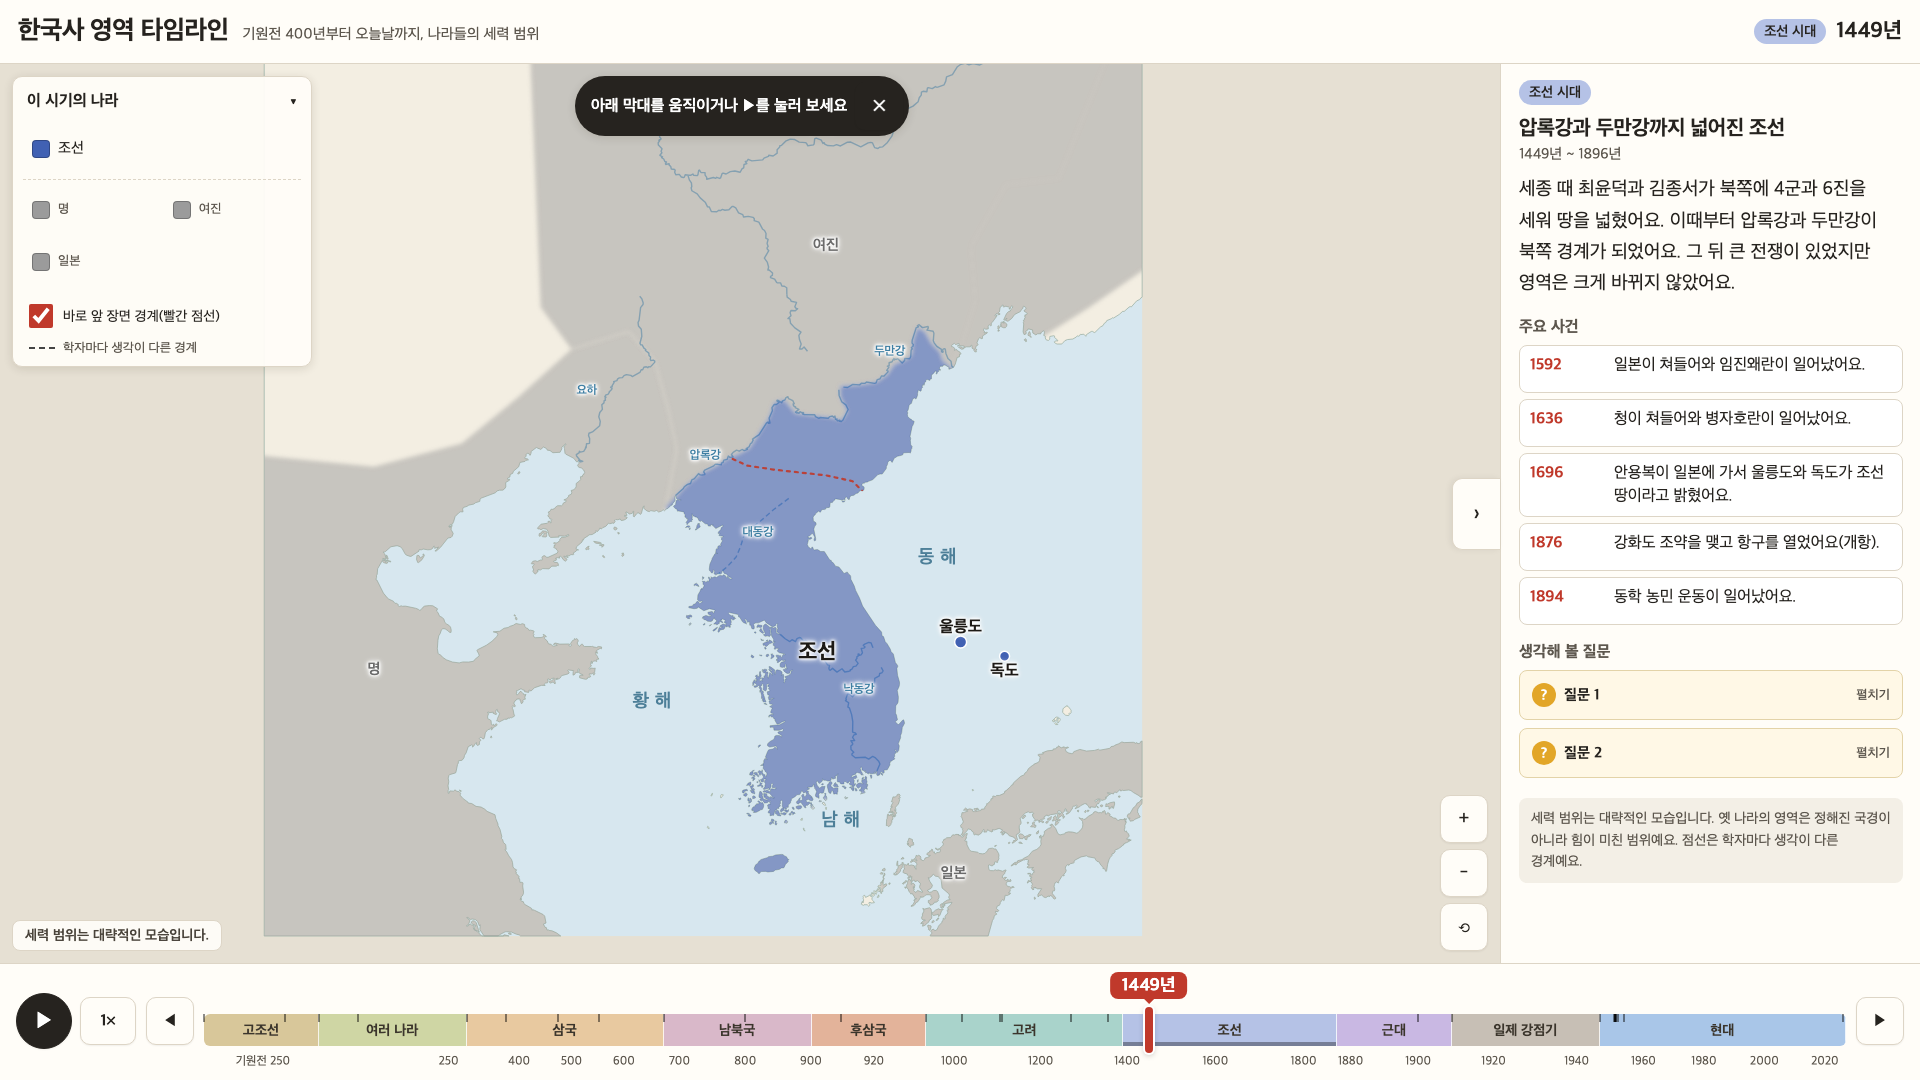 한국사 영역 타임라인
기원전 400년부터 오늘날까지, 나라들의 세력 범위
조선 시대
1449년
이 시기의 나라
▼
조선
명
여진
일본
바로 앞 장면 경계(빨간 점선)
학자마다 생각이 다른 경계
아래 막대를 움직이거나 ▶를 눌러 보세요 ✕
여진
두만강
요하
압록강
대동강
동해
울릉도
조선
독도
명
낙동강
황해
남해
일본
세력 범위는 대략적인 모습입니다.
›
+
−
⟲
조선 시대
압록강과 두만강까지 넓어진 조선
1449년 ~ 1896년
세종 때 최윤덕과 김종서가 북쪽에 4군과 6진을
세워 땅을 넓혔어요. 이때부터 압록강과 두만강이
북쪽 경계가 되었어요. 그 뒤 큰 전쟁이 있었지만
영역은 크게 바뀌지 않았어요.
주요 사건
1592 일본이 쳐들어와 임진왜란이 일어났어요.
1636 청이 쳐들어와 병자호란이 일어났어요.
1696 안용복이 일본에 가서 울릉도와 독도가 조선
땅이라고 밝혔어요.
1876 강화도 조약을 맺고 항구를 열었어요(개항).
1894 동학 농민 운동이 일어났어요.
생각해 볼 질문
? 질문 1 펼치기
? 질문 2 펼치기
세력 범위는 대략적인 모습입니다. 옛 나라의 영역은 정해진 국경이
아니라 힘이 미친 범위예요. 점선은 학자마다 생각이 다른
경계예요.
1449년
▶ 1× ◀
고조선 여러 나라 삼국 남북국 후삼국 고려 조선 근대 일제 강점기 현대
▶
기원전 250 250 400 500 600 700 800 900 920 1000 1200 1400 1600 1800 1880 1900 1920 1940 1960 1980 2000 2020